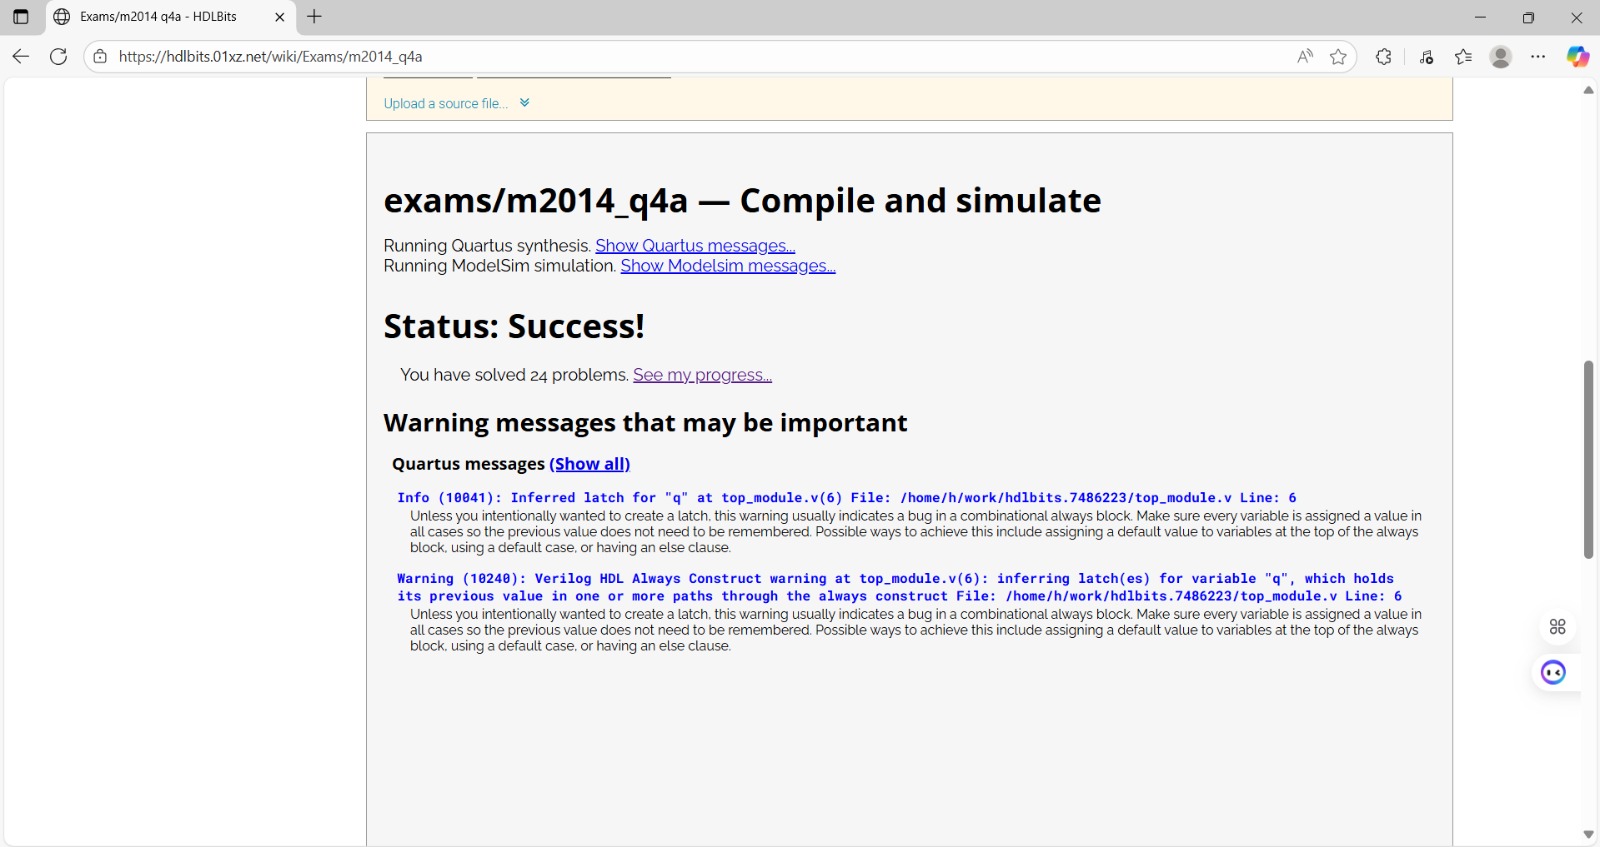 Exams/m2014 q4a - HDLBits
https://hdlbits.01xz.net/wiki/Exams/m2014_q4a
Upload a source file...
exams/m2014_q4a — Compile and simulate
Running Quartus synthesis. Show Quartus messages...
Running ModelSim simulation. Show Modelsim messages...
Status: Success!
You have solved 24 problems. See my progress...
Warning messages that may be important
Quartus messages (Show all)
Info (10041): Inferred latch for "q" at top_module.v(6) File: /home/h/work/hdlbits.7486223/top_module.v Line: 6
Unless you intentionally wanted to create a latch, this warning usually indicates a bug in a combinational always block. Make sure every variable is assigned a value in
all cases so the previous value does not need to be remembered. Possible ways to achieve this include assigning a default value to variables at the top of the always
block, using a default case, or having an else clause.
Warning (10240): Verilog HDL Always Construct warning at top_module.v(6): inferring latch(es) for variable "q", which holds
its previous value in one or more paths through the always construct File: /home/h/work/hdlbits.7486223/top_module.v Line: 6
Unless you intentionally wanted to create a latch, this warning usually indicates a bug in a combinational always block. Make sure every variable is assigned a value in
all cases so the previous value does not need to be remembered. Possible ways to achieve this include assigning a default value to variables at the top of the always
block, using a default case, or having an else clause.